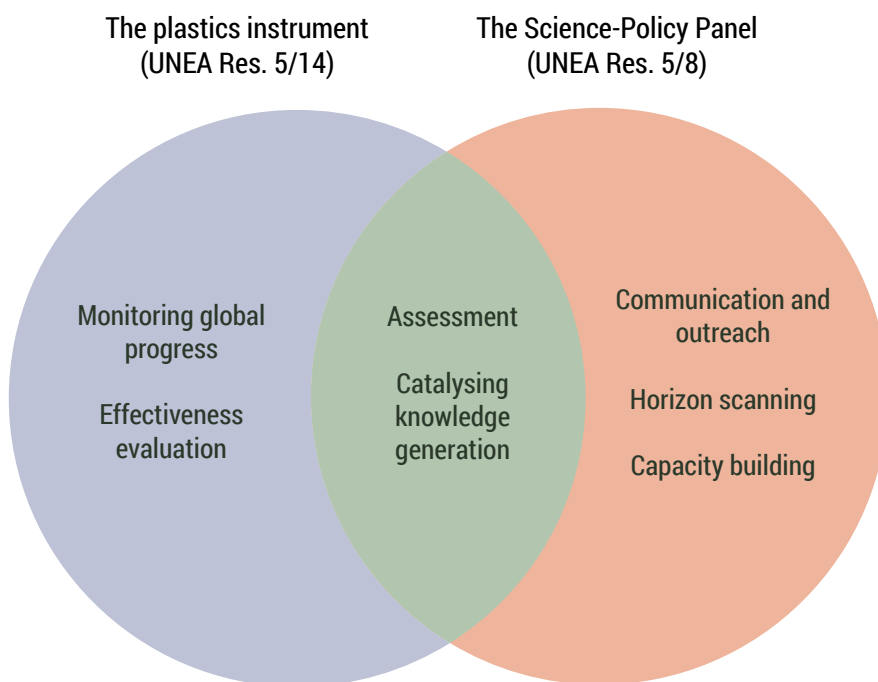 The plastics instrument
(UNEA Res. 5/14)
The Science-Policy Panel
(UNEA Res. 5/8)
Monitoring global
progress
Effectiveness
evaluation
Assessment
Catalysing
knowledge
generation
Communication and
outreach
Horizon scanning
Capacity building